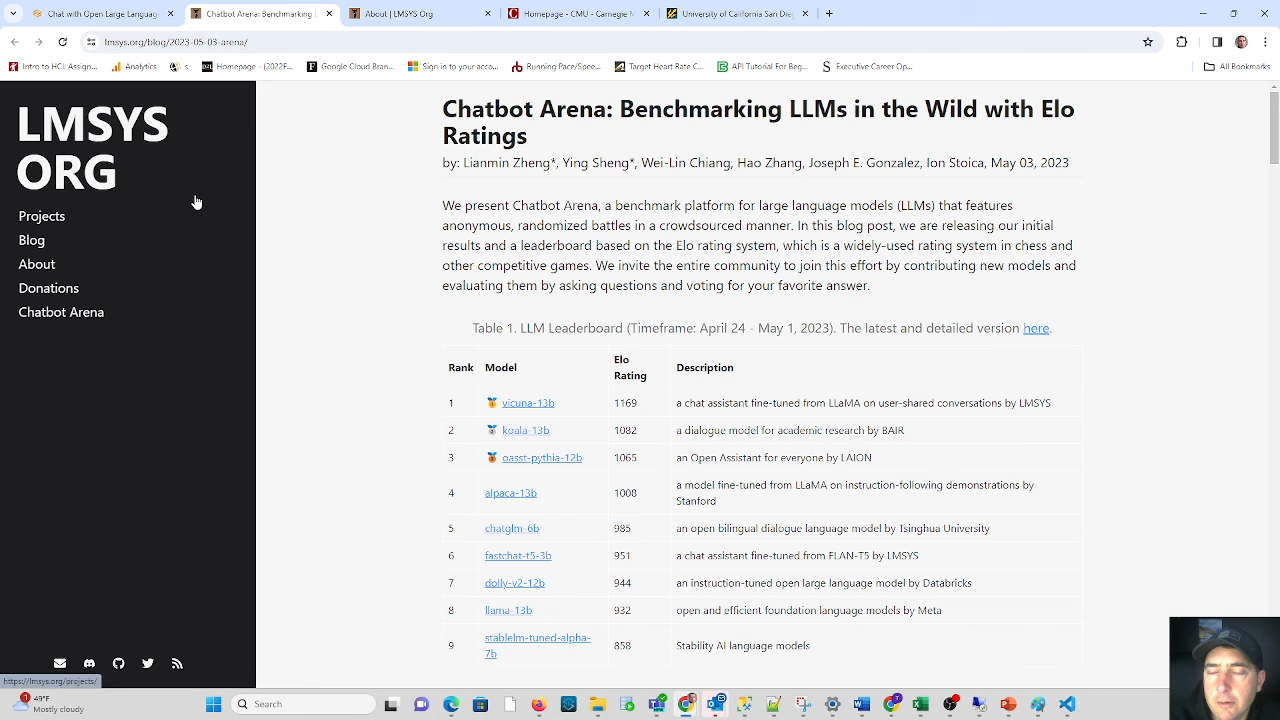 Chat with Open Large Languag
Chatbot Arena: Benchmarking L
About | LMSYS Org
Homepage - CMU - Carnegie M
University of California San Dieg
lmsys.org/blog/2023-05-03-arena/
Intro to HCI: Assign...
Analytics
s
Homepage - (2022F...
Google Cloud Bran...
Sign in to your acco...
Running Pace/Spee...
Target Heart Rate C...
API Tutorial For Beg...
Executive Career C...
All Bookmarks
LMSYS
ORG
Projects
Blog
About
Donations
Chatbot Arena
https://lmsys.org/projects/
Chatbot Arena: Benchmarking LLMs in the Wild with Elo
Ratings
by: Lianmin Zheng*, Ying Sheng*, Wei-Lin Chiang, Hao Zhang, Joseph E. Gonzalez, Ion Stoica, May 03, 2023
We present Chatbot Arena, a benchmark platform for large language models (LLMs) that features
anonymous, randomized battles in a crowdsourced manner. In this blog post, we are releasing our initial
results and a leaderboard based on the Elo rating system, which is a widely-used rating system in chess and
other competitive games. We invite the entire community to join this effort by contributing new models and
evaluating them by asking questions and voting for your favorite answer.
Table 1. LLM Leaderboard (Timeframe: April 24 - May 1, 2023). The latest and detailed version here.
Rank Model Elo Rating Description
1 vicuna-13b 1169 a chat assistant fine-tuned from LLaMA on user-shared conversations by LMSYS
2 koala-13b 1082 a dialogue model for academic research by BAIR
3 oasst-pythia-12b 1065 an Open Assistant for everyone by LAION
4 alpaca-13b 1008 a model fine-tuned from LLaMA on instruction-following demonstrations by
Stanford
5 chatglm-6b 985 an open bilingual dialogue language model by Tsinghua University
6 fastchat-t5-3b 951 a chat assistant fine-tuned from FLAN-T5 by LMSYS
7 dolly-v2-12b 944 an instruction-tuned open large language model by Databricks
8 llama-13b 932 open and efficient foundation language models by Meta
9 stablelm-tuned-alpha-
7b 858 Stability AI language models
1
48°F
Mostly cloudy
Search